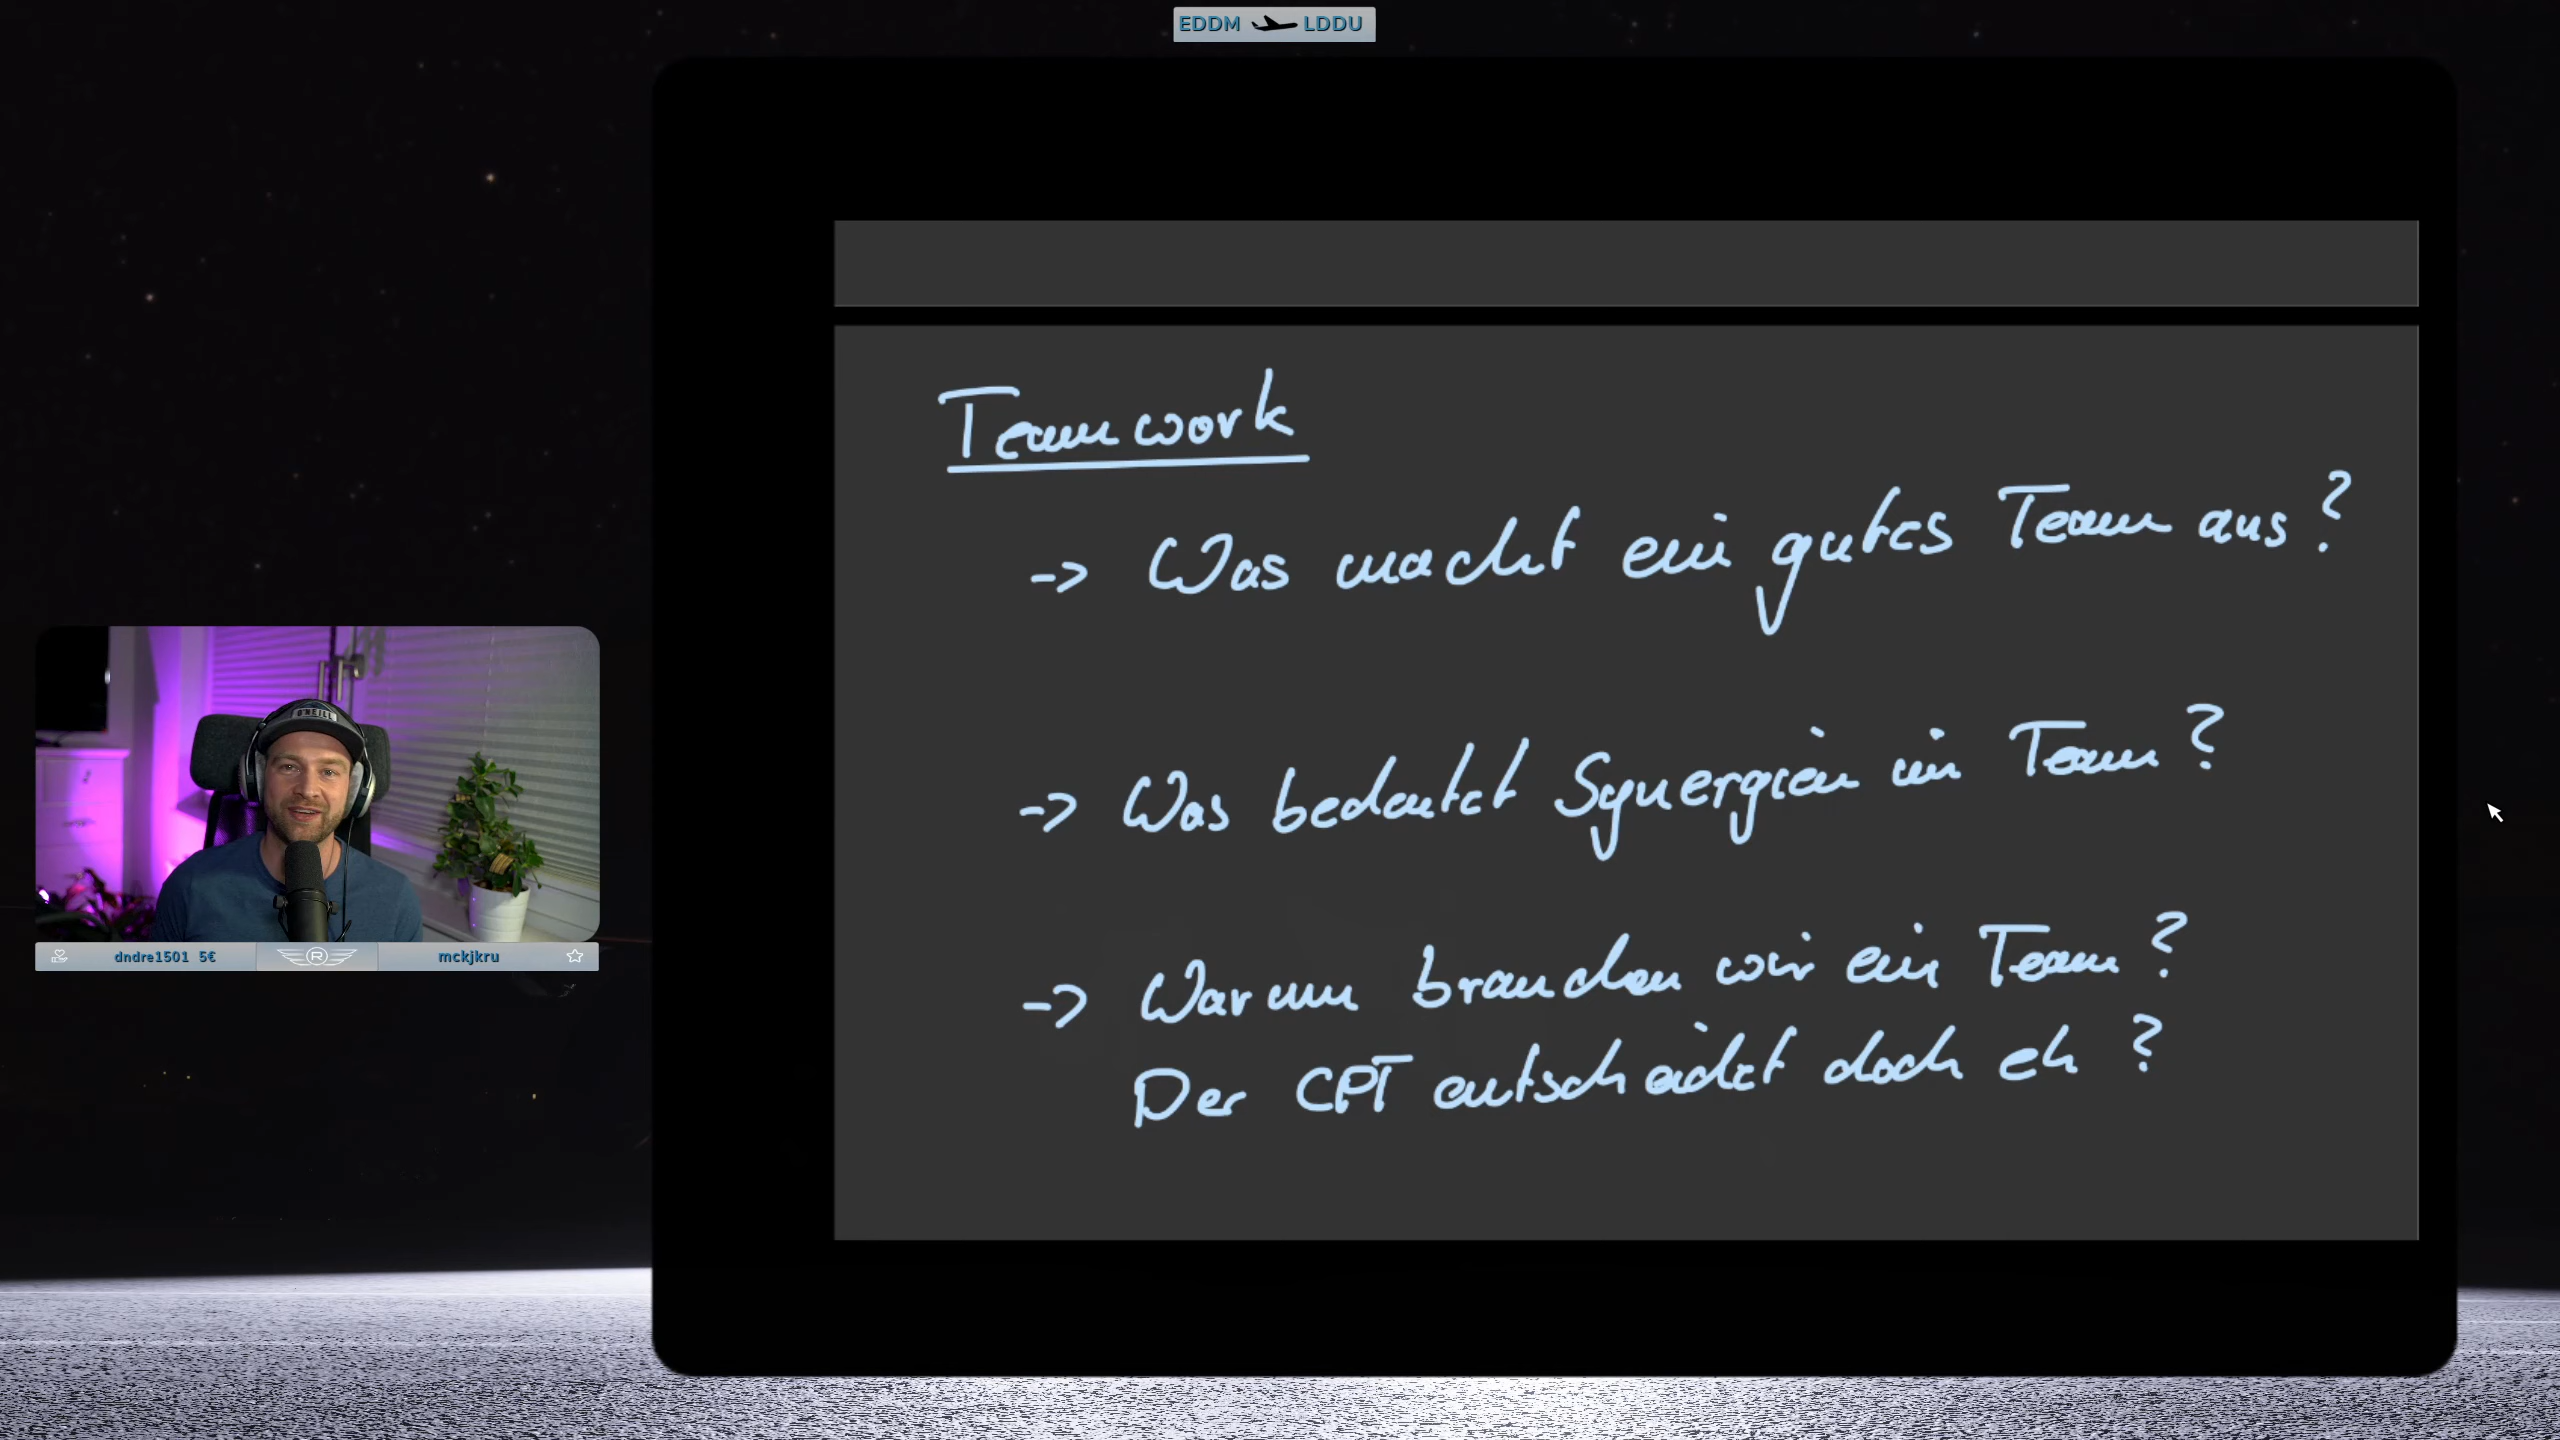 EDDM LDDU
Teamwork
-> Was macht ein gutes Team aus?
-> Was bedeutet Synergien im Team?
-> Warum brauchen wir ein Team?
Der CPT entscheidet doch eh?
O'NEILL
dndre1501 5€ R mckjkru